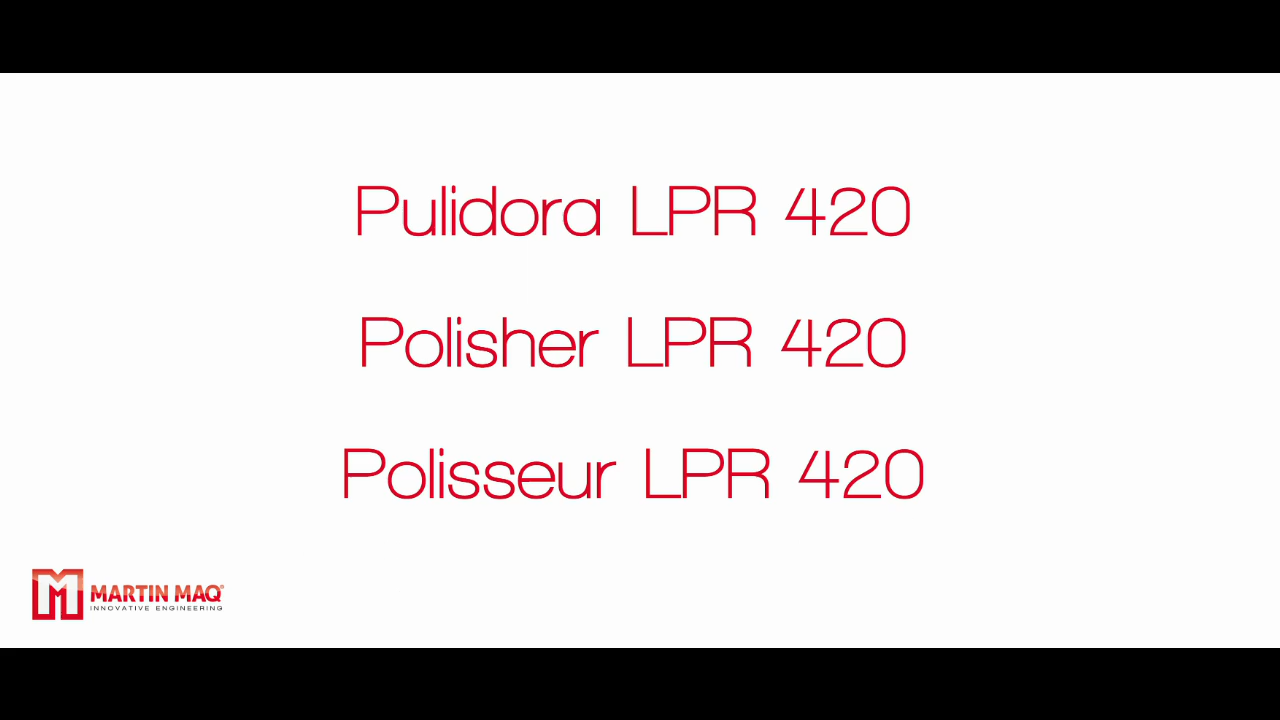 Pulidora LPR 420
Polisher LPR 420
Polisseur LPR 420
MARTIN MAQ®
INNOVATIVE ENGINEERING